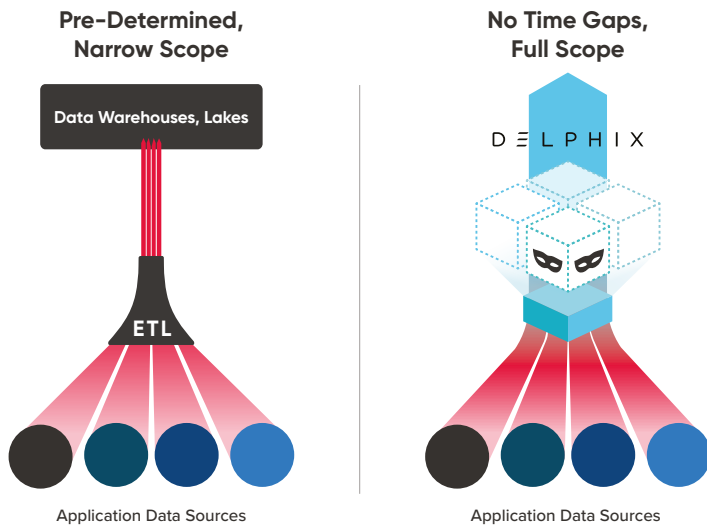 Pre-Determined,
Narrow Scope
Data Warehouses, Lakes
ETL
Application Data Sources
No Time Gaps,
Full Scope
DELPHIX
Application Data Sources